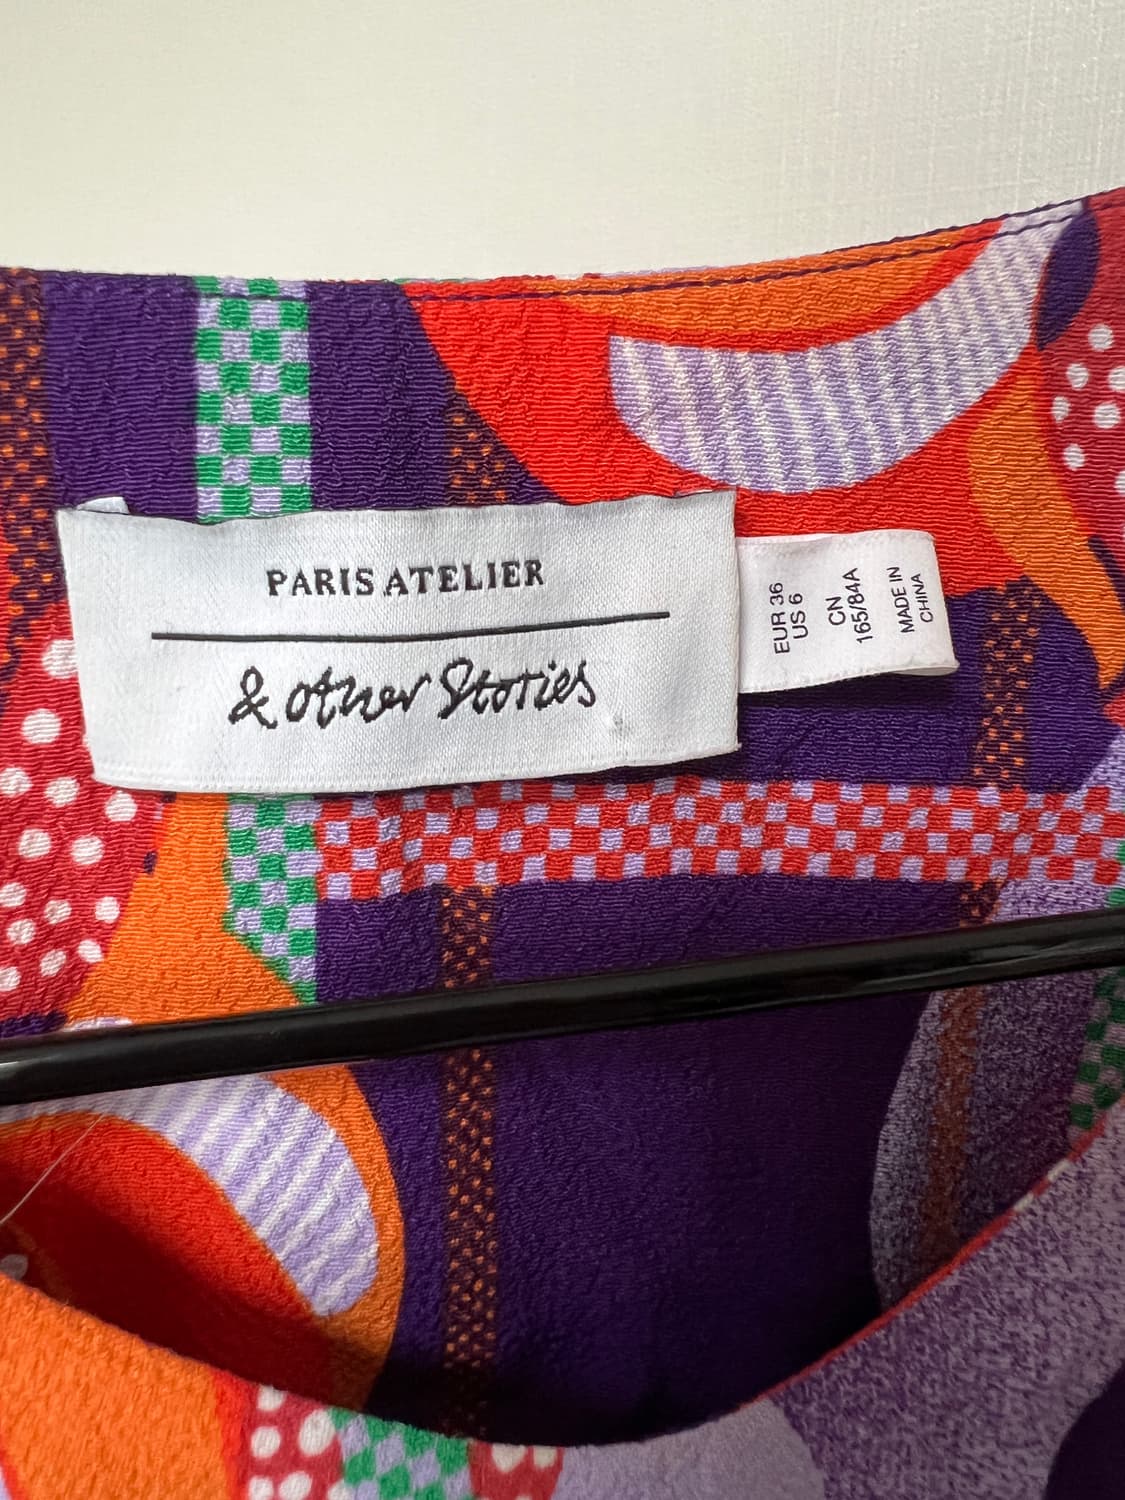 PARIS ATELIER
& other Stories
EUR 36
US 6
CN
165/84A
MADE IN
CHINA